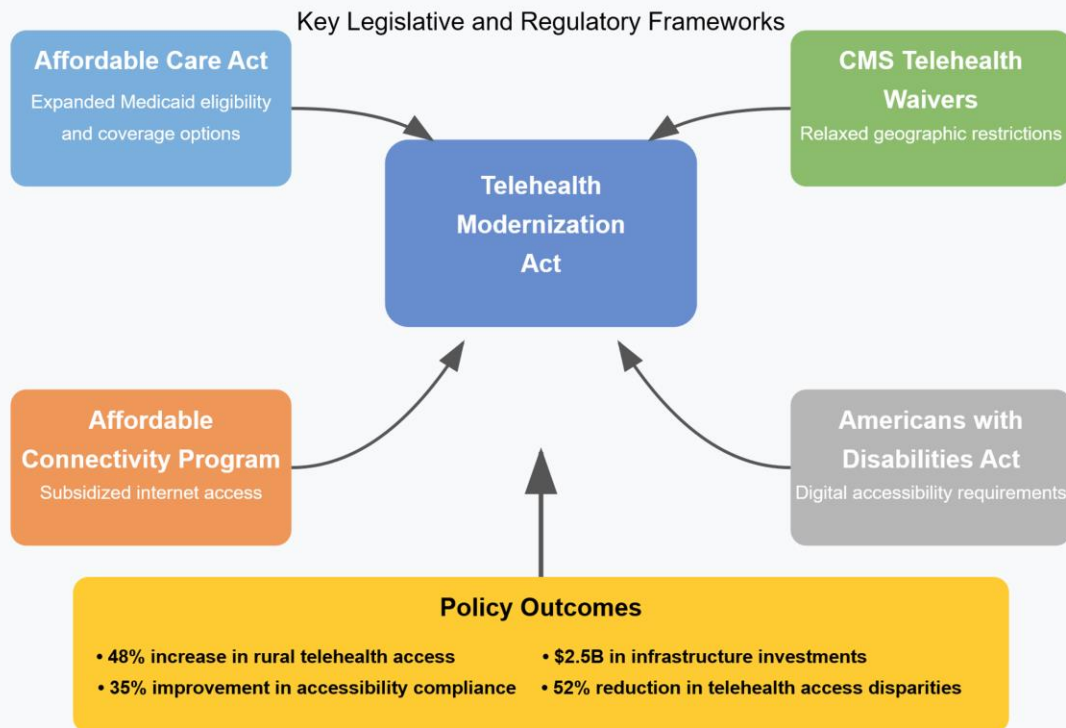 Key Legislative and Regulatory Frameworks
Affordable Care Act
Expanded Medicaid eligibility
and coverage options
CMS Telehealth
Waivers
Relaxed geographic restrictions
Telehealth
Modernization
Act
Affordable
Connectivity Program
Subsidized internet access
Americans with
Disabilities Act
Digital accessibility requirements
Policy Outcomes
• 48% increase in rural telehealth access
• $2.5B in infrastructure investments
• 35% improvement in accessibility compliance
• 52% reduction in telehealth access disparities